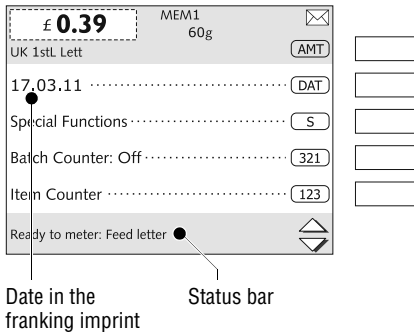 £ 0.39 MEM1
60g
UK 1stL Lett AMT
17.03.11 DAT
Special Functions S
Batch Counter: Off 321
Item Counter 123
Ready to meter: Feed letter
Date in the Status bar
franking imprint